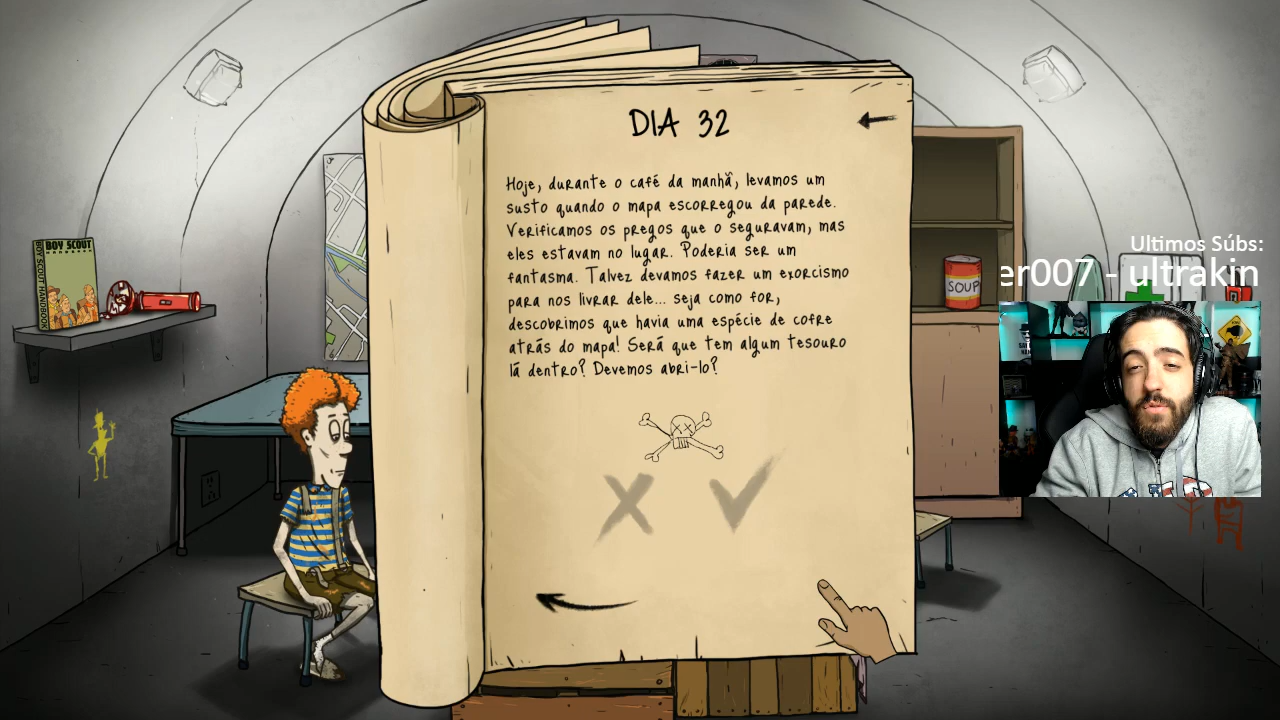 DIA 32
Hoje, durante o café da manhã, levamos um
susto quando o mapa escorregou da parede.
Verificamos os pregos que o seguravam, mas
eles estavam no lugar. Poderia ser um
fantasma. Talvez devamos fazer um exorcismo
para nos livrar dele... seja como for,
descobrimos que havia uma espécie de cofre
atrás do mapa! Será que tem algum tesouro
lá dentro? Devemos abri-lo?
BOY SCOUT
BOY SCOUT HANDBOOK
SOUP
Ultimos Súbs:
er007 - ultrakin